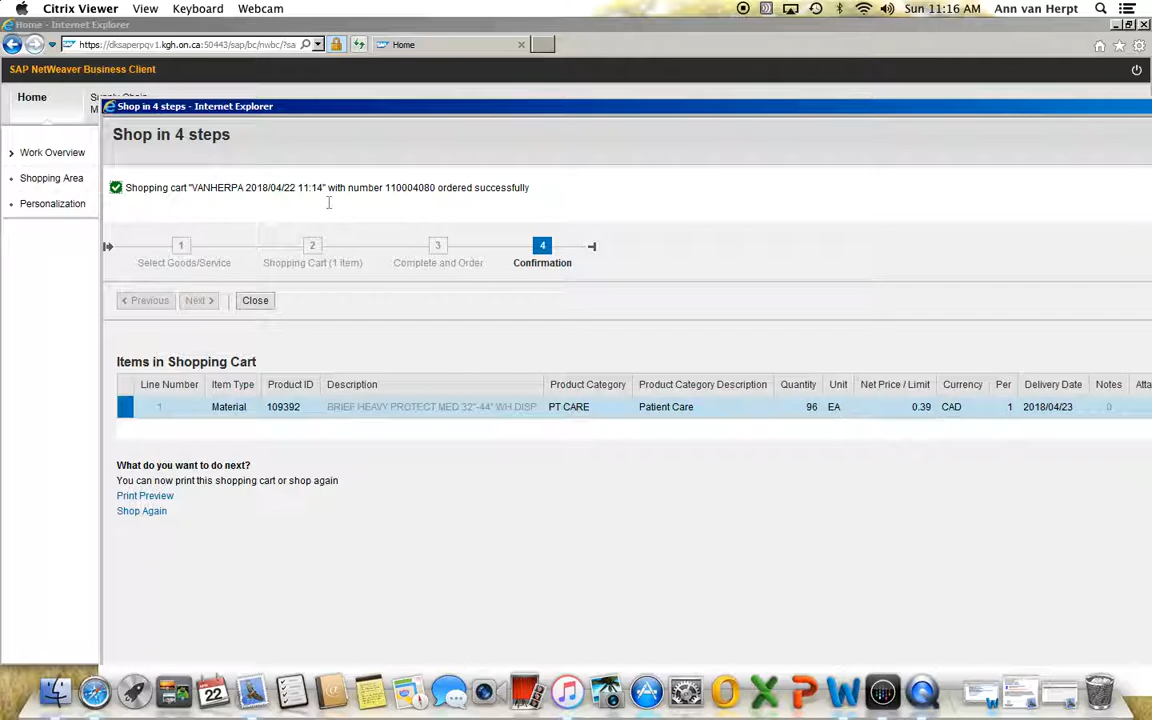 Citrix Viewer View Keyboard Webcam Sun 11:16 AM Ann van Herpt
Home - Internet Explorer
https://dksaperpqv1.kgh.on.ca:50443/sap/bc/nwbc/?sa Home
SAP NetWeaver Business Client
Home
Supply Chain
M
Shop in 4 steps - Internet Explorer
Shop in 4 steps
Work Overview
Shopping Area
Personalization
Shopping cart "VANHERPA 2018/04/22 11:14" with number 110004080 ordered successfully
1 2 3 4
Select Goods/Service Shopping Cart (1 item) Complete and Order Confirmation
Previous Next Close
Items in Shopping Cart
Line Number Item Type Product ID Description Product Category Product Category Description Quantity Unit Net Price / Limit Currency Per Delivery Date Notes Atta
1 Material 109392 BRIEF HEAVY PROTECT MED 32"-44" WH DISP PT CARE Patient Care 96 EA 0.39 CAD 1 2018/04/23 0
What do you want to do next?
You can now print this shopping cart or shop again
Print Preview
Shop Again
22